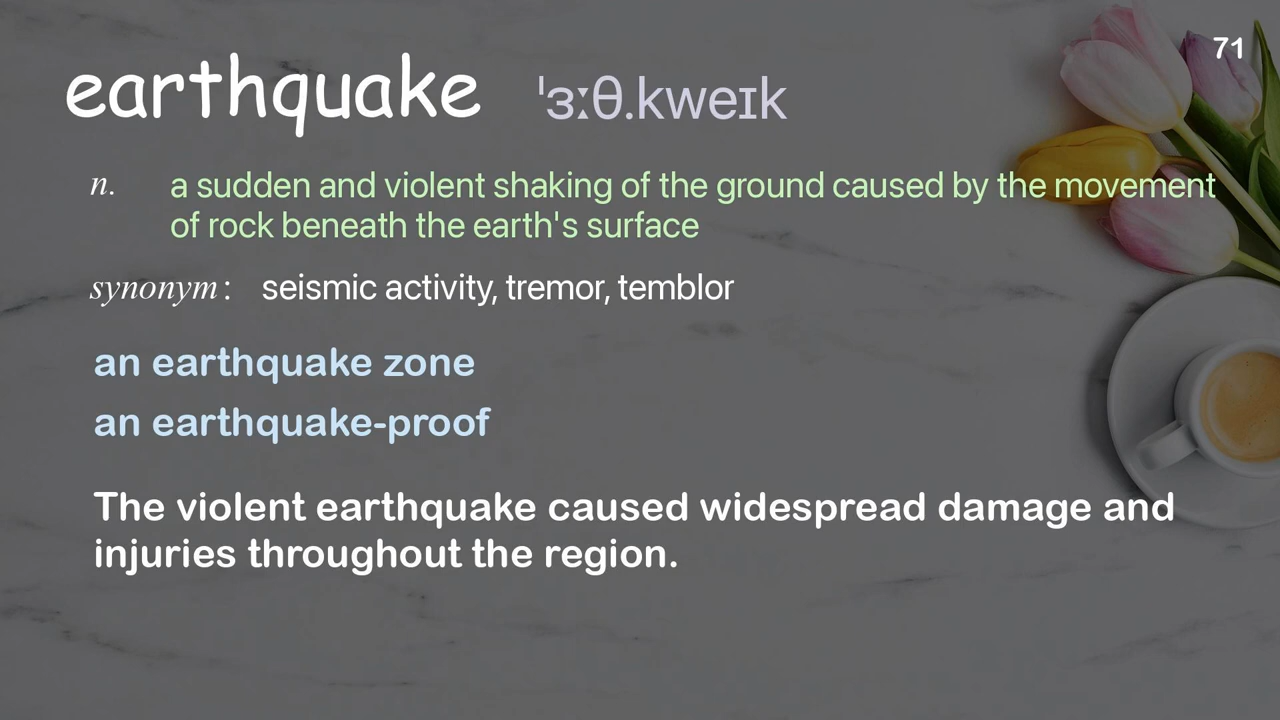 71
earthquake ˈɜːθ.kweɪk
n. a sudden and violent shaking of the ground caused by the movement
of rock beneath the earth's surface
synonym : seismic activity, tremor, temblor
an earthquake zone
an earthquake-proof
The violent earthquake caused widespread damage and
injuries throughout the region.